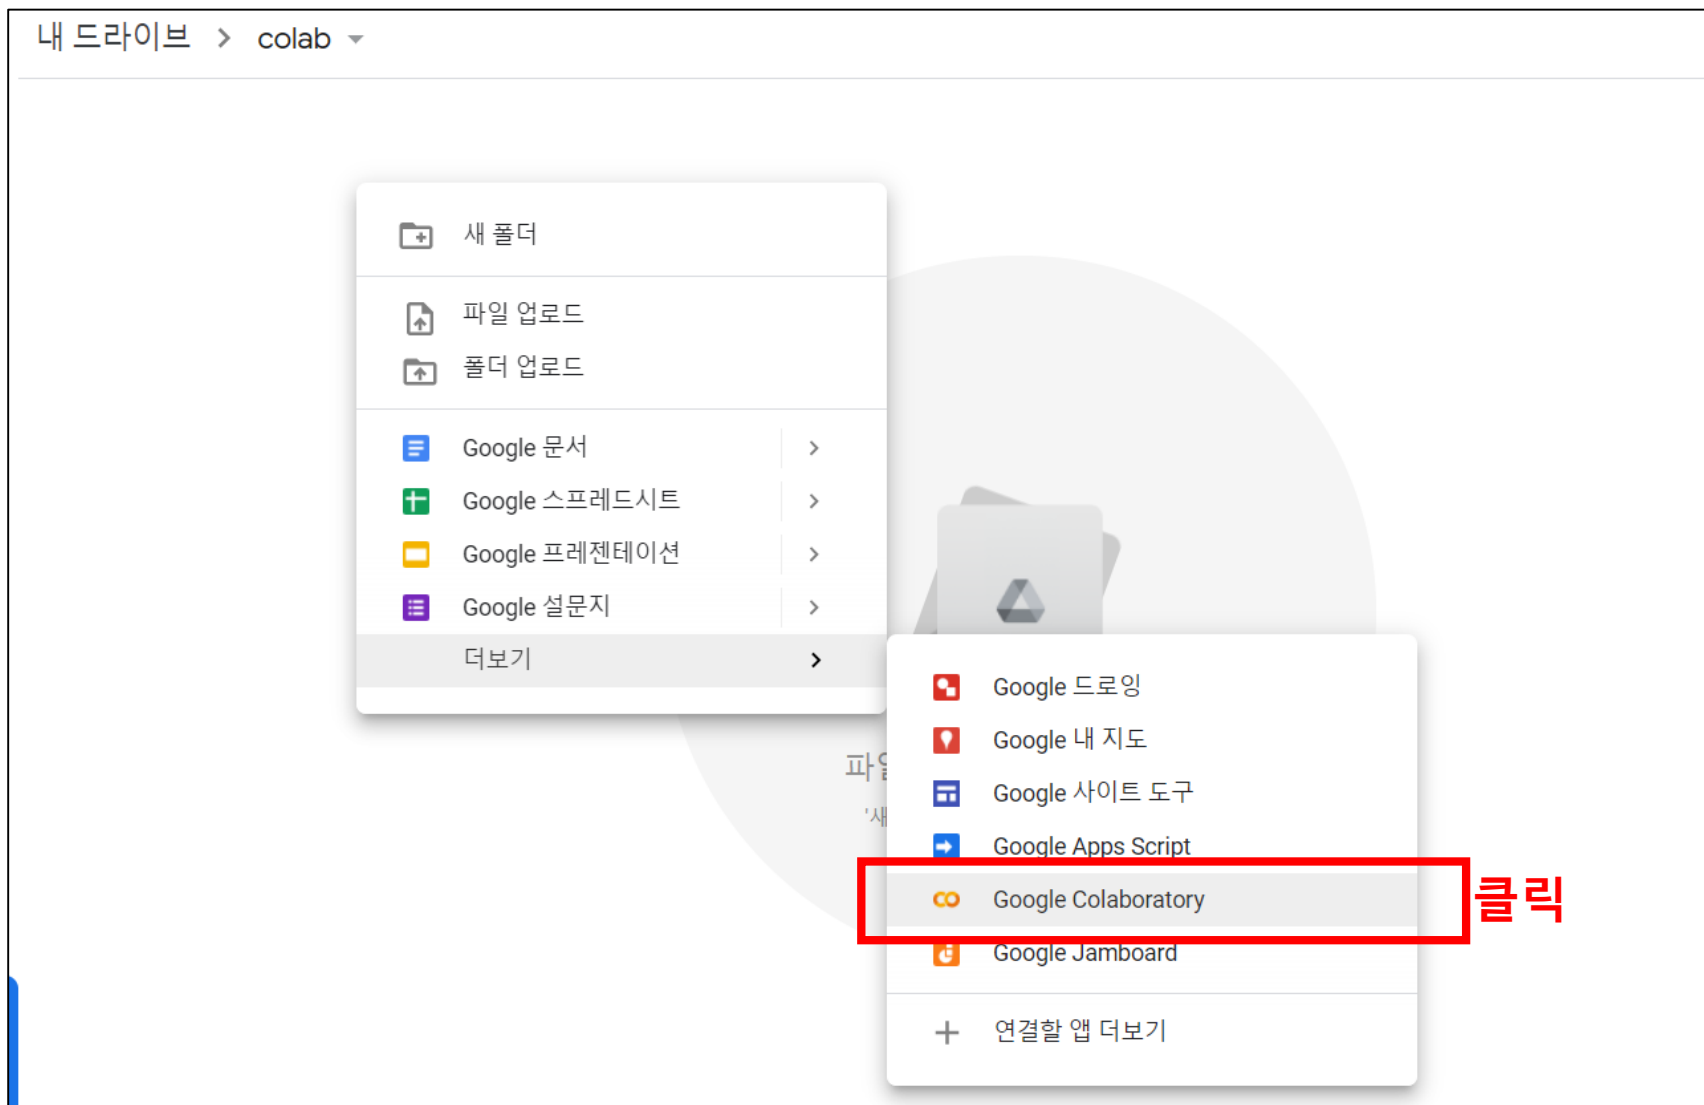 내 드라이브 > colab
새 폴더
파일 업로드
폴더 업로드
Google 문서
Google 스프레드시트
Google 프레젠테이션
Google 설문지
더보기
Google 드로잉
Google 내 지도
파일
Google 사이트 도구
'새
Google Apps Script
Google Colaboratory
클릭
Google Jamboard
연결할 앱 더보기